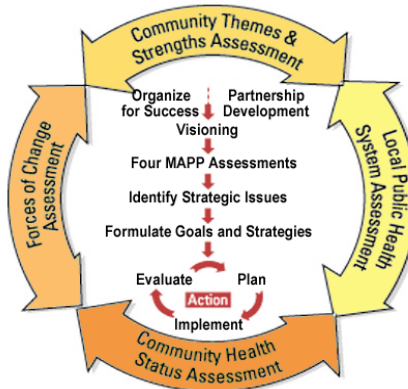 Community Themes &
Strengths Assessment
Organize Partnership
for Success Development
Visioning
Four MAPP Assessments
Identify Strategic Issues
Formulate Goals and Strategies
Evaluate Plan
Action
Implement
Forces of Change
Assessment
Local Public Health
System Assessment
Community Health
Status Assessment